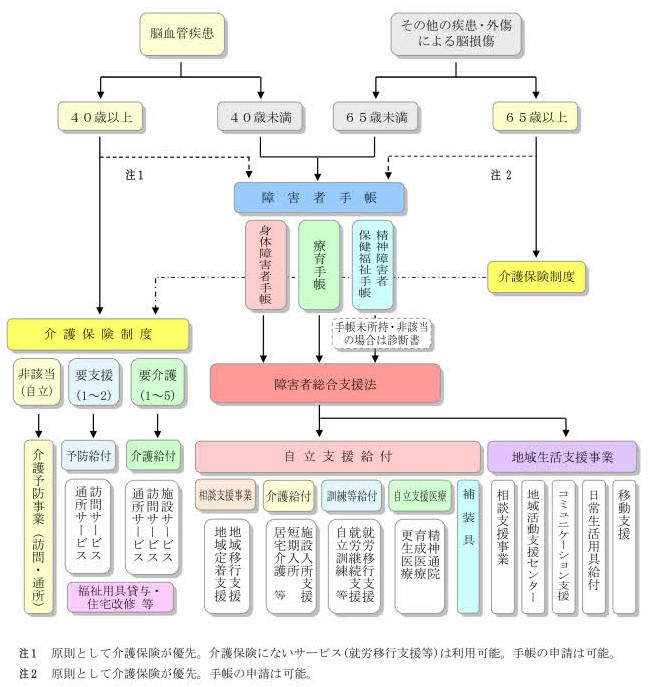 脳血管疾患
その他の疾患・外傷
による脳損傷
40歳以上
40歳未満
65歳未満
65歳以上
注1
注2
障害者手帳
身体障害者手帳
療育手帳
精神障害者
保健福祉手帳
介護保険制度
手帳未所持・非該当
の場合は診断書
介護保険制度
非該当
(自立)
要支援
(1～2)
要介護
(1～5)
障害者総合支援法
介護予防事業(訪問・通所)
予防給付
介護給付
訪問サービス
通所サービス
施設サービス
訪問サービス
通所サービス
福祉用具貸与・
住宅改修 等
自立支援給付
地域生活支援事業
相談支援事業
介護給付
訓練等給付
自立支援医療
補装具
地域移行支援
地域定着支援
施設入所支援
短期入所
居宅介護 等
就労移行支援
就労継続支援
自立訓練 等
精神通院
育成医療
更生医療
相談支援事業
地域活動支援センター
コミュニケーション支援
日常生活用具給付
移動支援
注1 原則として介護保険が優先。介護保険にないサービス(就労移行支援等)は利用可能。手帳の申請は可能。
注2 原則として介護保険が優先。手帳の申請は可能。